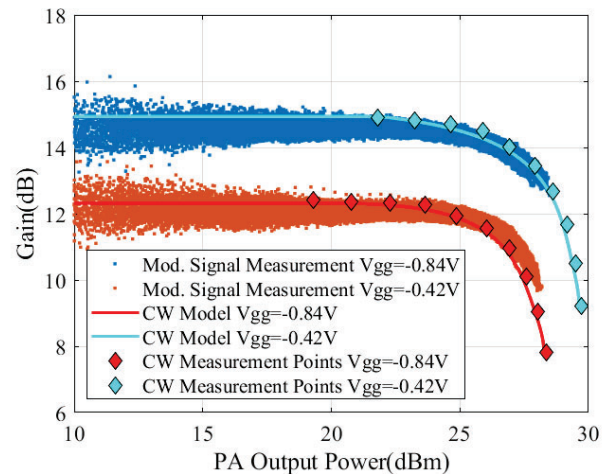 18
16
14
12
10
8
6
Gain(dB)
Mod. Signal Measurement Vgg=-0.84V
Mod. Signal Measurement Vgg=-0.42V
CW Model Vgg=-0.84V
CW Model Vgg=-0.42V
CW Measurement Points Vgg=-0.84V
CW Measurement Points Vgg=-0.42V
10 15 20 25 30
PA Output Power(dBm)